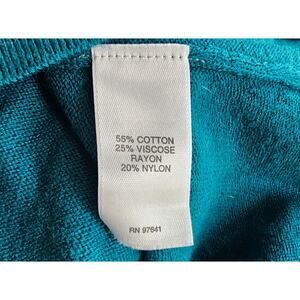 55% COTTON
25% VISCOSE
RAYON
20% NYLON
RN 97641